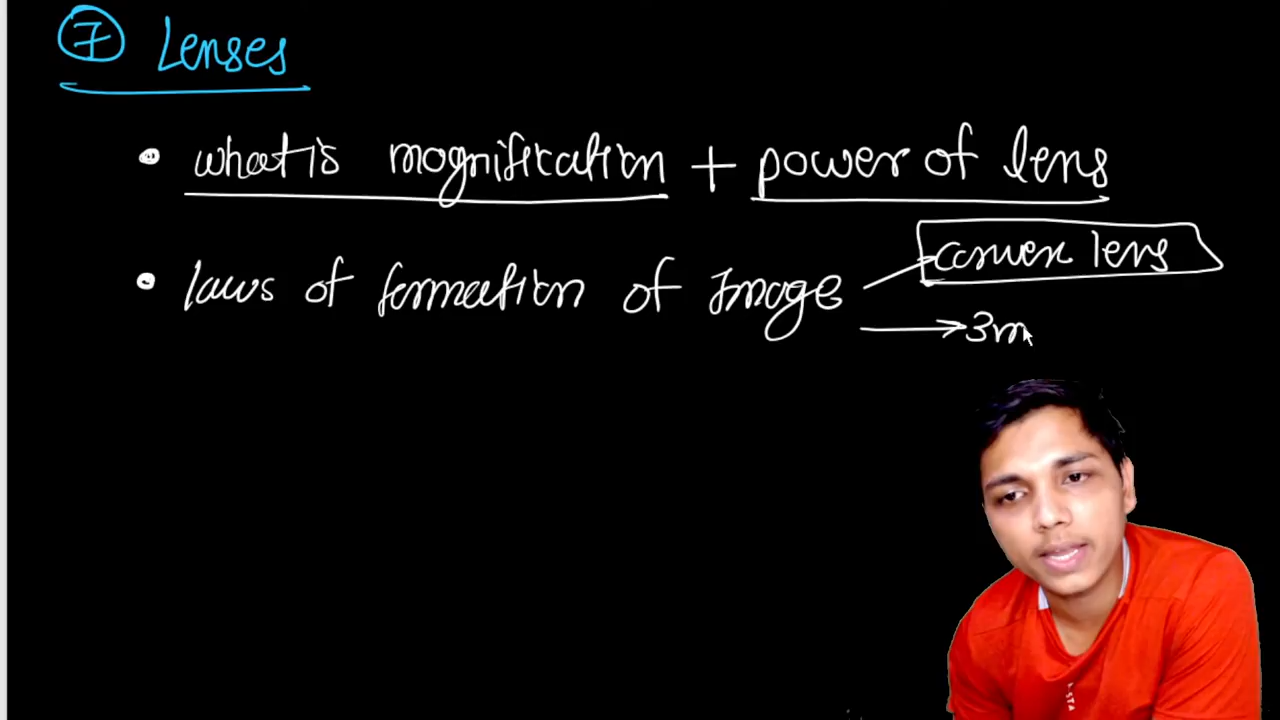 7 Lenses
• what is magnification + power of lens
• laws of formation of Image
convex lens
3m